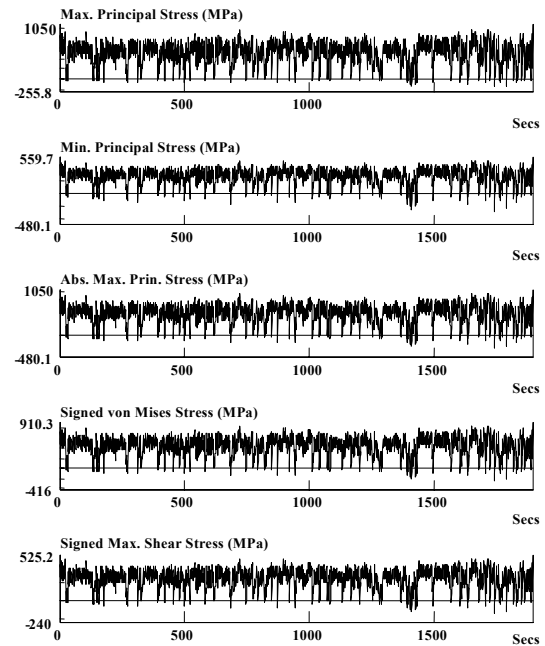 Max. Principal Stress (MPa)
1050
-255.8
0 500 1000
Secs
Min. Principal Stress (MPa)
559.7
-480.1
0 500 1000 1500
Secs
Abs. Max. Prin. Stress (MPa)
1050
-480.1
0 500 1000 1500
Secs
Signed von Mises Stress (MPa)
910.3
-416
0 500 1000 1500
Secs
Signed Max. Shear Stress (MPa)
525.2
-240
0 500 1000 1500
Secs